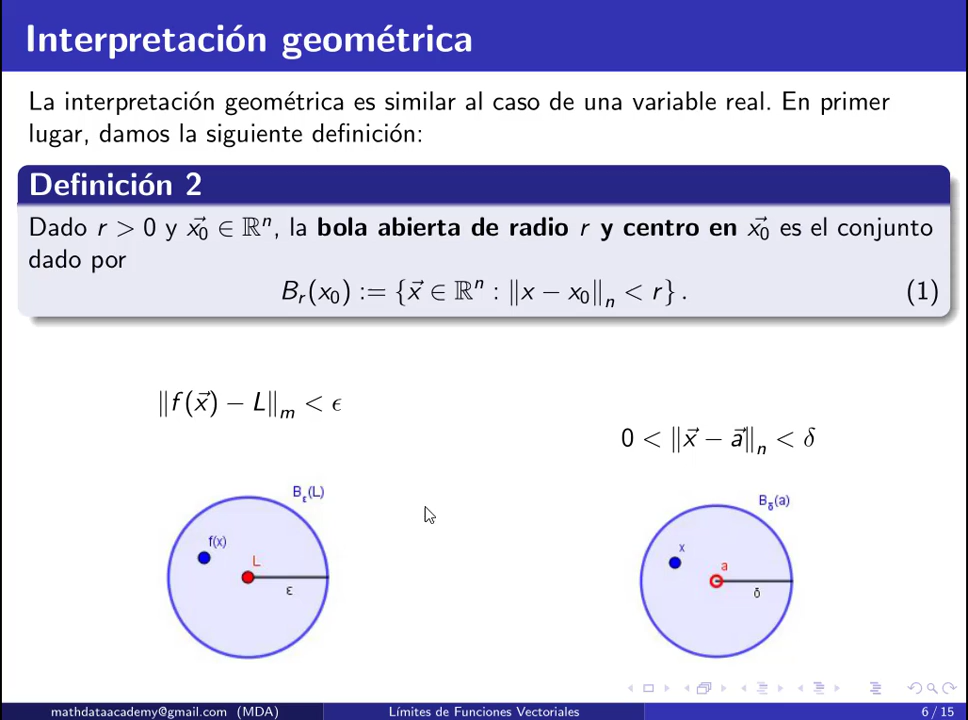 Interpretación geométrica
La interpretación geométrica es similar al caso de una variable real. En primer
lugar, damos la siguiente definición:
Definición 2
Dado r > 0 y x⃗₀ ∈ ℝⁿ, la bola abierta de radio r y centro en x⃗₀ es el conjunto
dado por
Bᵣ(x₀) := {x⃗ ∈ ℝⁿ : ‖x − x₀‖ₙ < r} . (1)
‖f(x⃗) − L‖ₘ < ϵ
0 < ‖x⃗ − a⃗‖ₙ < δ
B_ε(L)
f(x)
L
ε
B_δ(a)
x
a
δ
mathdataacademy@gmail.com (MDA) Límites de Funciones Vectoriales 6 / 15